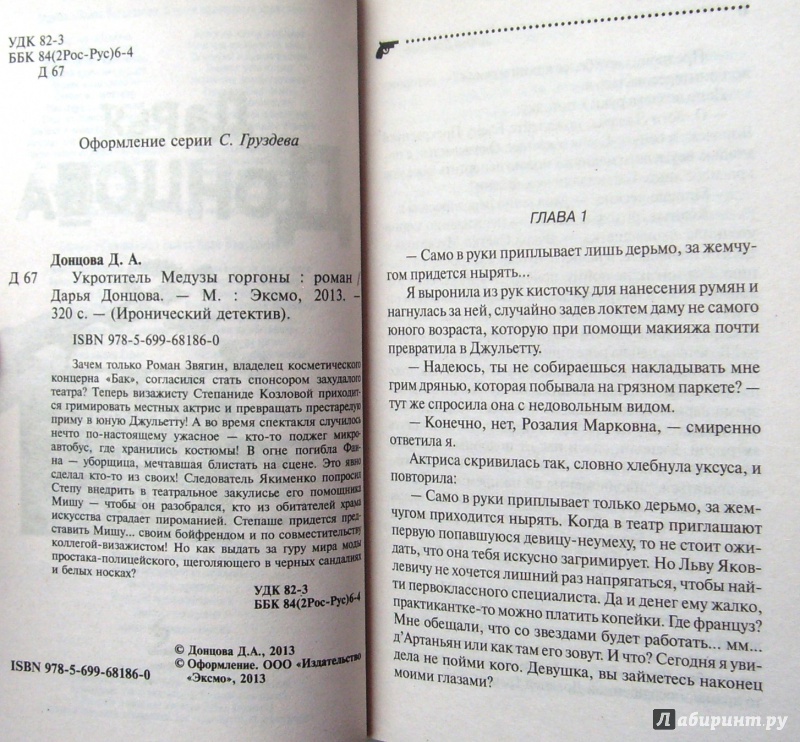 УДК 82-3
ББК 84(2Рос-Рус)6-4
Д 67
Оформление серии С. Груздева
Донцова Д. А.
Д 67 Укротитель Медузы горгоны : роман /
Дарья Донцова. — М. : Эксмо, 2013. —
320 с. — (Иронический детектив).
ISBN 978-5-699-68186-0
Зачем только Роман Звягин, владелец косметического
концерна «Бак», согласился стать спонсором захудалого
театра? Теперь визажисту Степаниде Козловой приходит-
ся гримировать местных актрис и превращать престарелую
приму в юную Джульетту! А во время спектакля случилось
нечто по-настоящему ужасное — кто-то поджег микро-
автобус, где хранились костюмы! В огне погибла Фаи-
на — уборщица, мечтавшая блистать на сцене. Это явно
сделал кто-то из своих! Следователь Якименко попросил
Степу внедрить в театральное закулисье его помощника
Мишу — чтобы он разобрался, кто из обитателей храма
искусства страдает пироманией. Степаше придется пред-
ставить Мишу... своим бойфрендом и по совместительству
коллегой-визажистом! Но как выдать за гуру мира моды
простака-полицейского, щеголяющего в черных сандалиях
и белых носках?
УДК 82-3
ББК 84(2Рос-Рус)6-4
© Донцова Д.А., 2013
© Оформление. ООО «Издательство
«Эксмо», 2013
ISBN 978-5-699-68186-0
ГЛАВА 1
— Само в руки приплывает лишь дерьмо, за жемчу-
гом придется нырять...
Я выронила из рук кисточку для нанесения румян и
нагнулась за ней, случайно задев локтем даму не самого
юного возраста, которую при помощи макияжа почти
превратила в Джульетту.
— Надеюсь, ты не собираешься накладывать мне
грим дрянью, которая побывала на грязном паркете? —
тут же спросила она с недовольным видом.
— Конечно, нет, Розалия Марковна, — смиренно
ответила я.
Актриса скривилась так, словно хлебнула уксуса, и
повторила:
— Само в руки приплывает только дерьмо, за жем-
чугом приходится нырять. Когда в театр приглашают
первую попавшуюся девицу-неумеху, то не стоит ожи-
дать, что она тебя искусно загримирует. Но Льву Яков-
левичу не хочется лишний раз напрягаться, чтобы най-
ти первоклассного специалиста. Да и денег ему жалко,
практикантке-то можно платить копейки. Где француз?
Мне обещали, что со звездами будет работать... мм...
д'Артаньян или как там его зовут. И что? Сегодня я уви-
дела не пойми кого. Девушка, вы займетесь наконец
моими глазами?
Лабиринт.ру